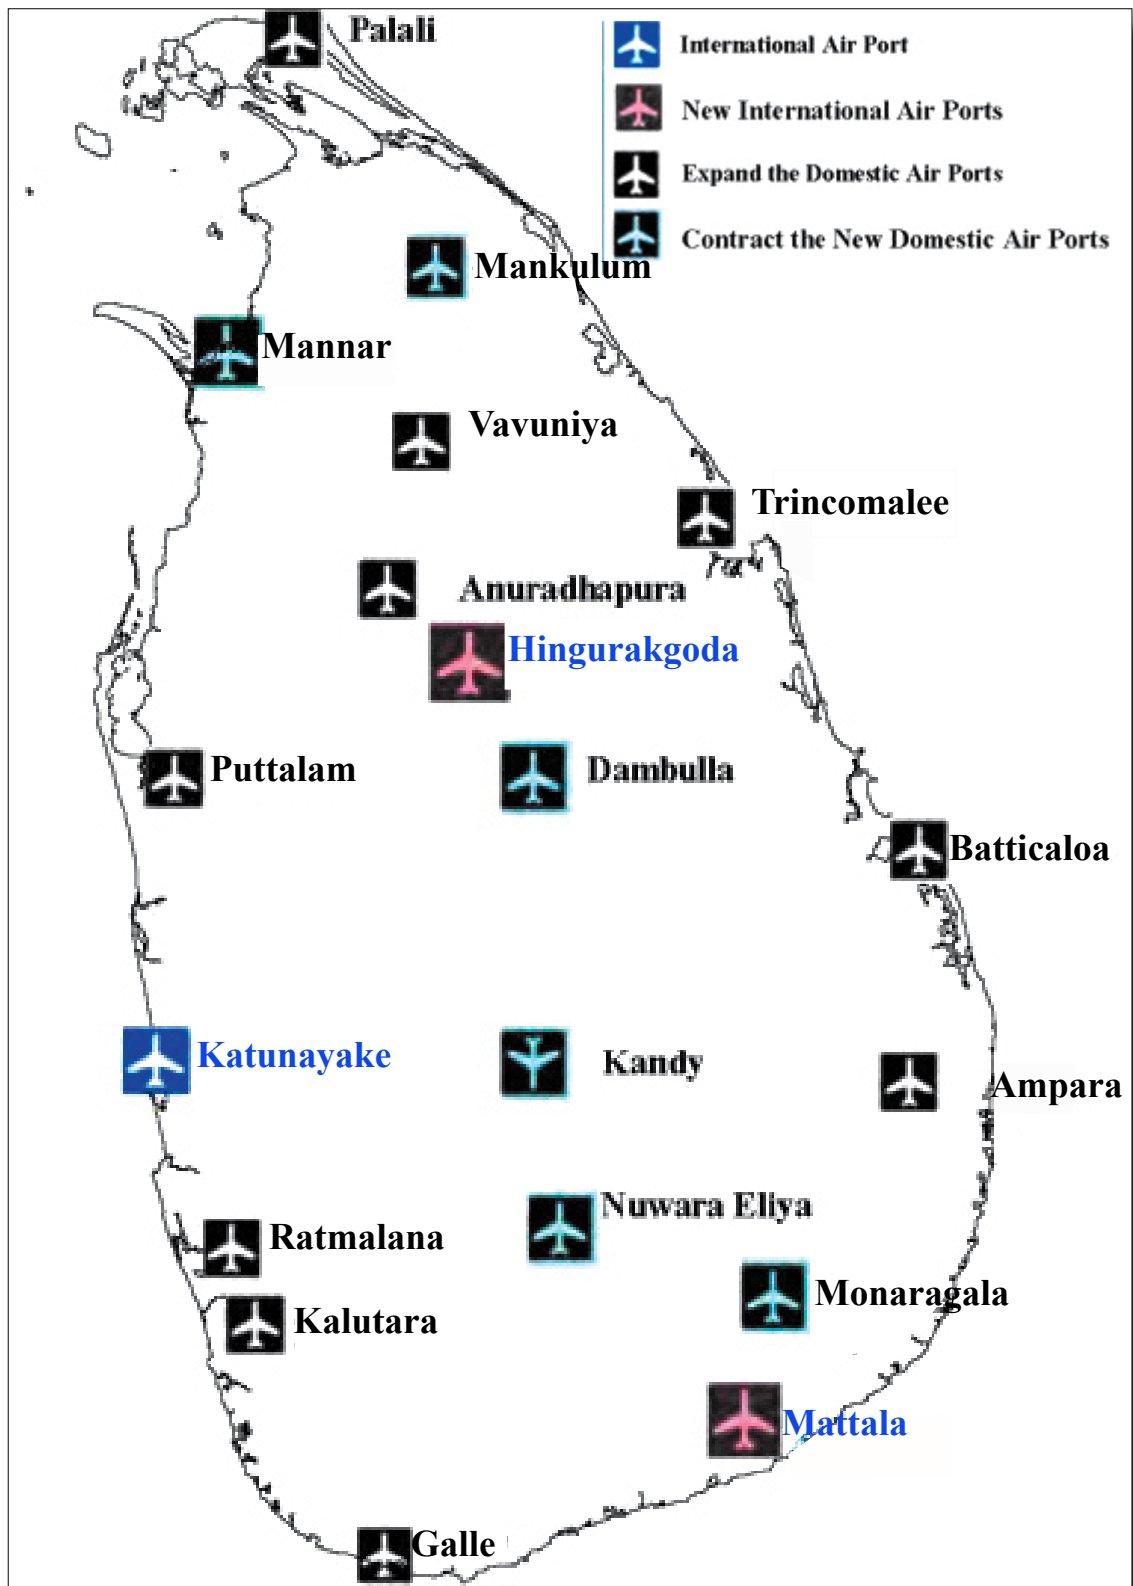 Palali
International Air Port
New International Air Ports
Expand the Domestic Air Ports
Contract the New Domestic Air Ports
Mankulum
Mannar
Vavuniya
Trincomalee
Anuradhapura
Hingurakgoda
Puttalam
Dambulla
Batticaloa
Katunayake
Kandy
Ampara
Nuwara Eliya
Ratmalana
Monaragala
Kalutara
Mattala
Galle